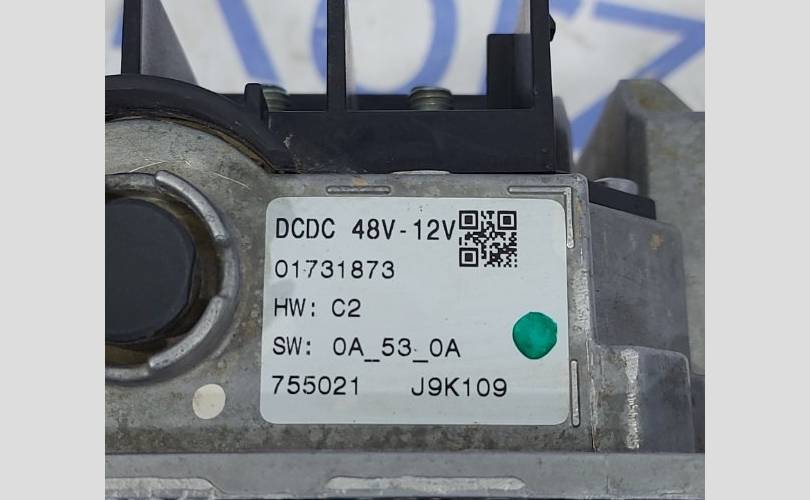 DCDC 48V-12V
01731873
HW: C2
SW: 0A_53_0A
755021 J9K109